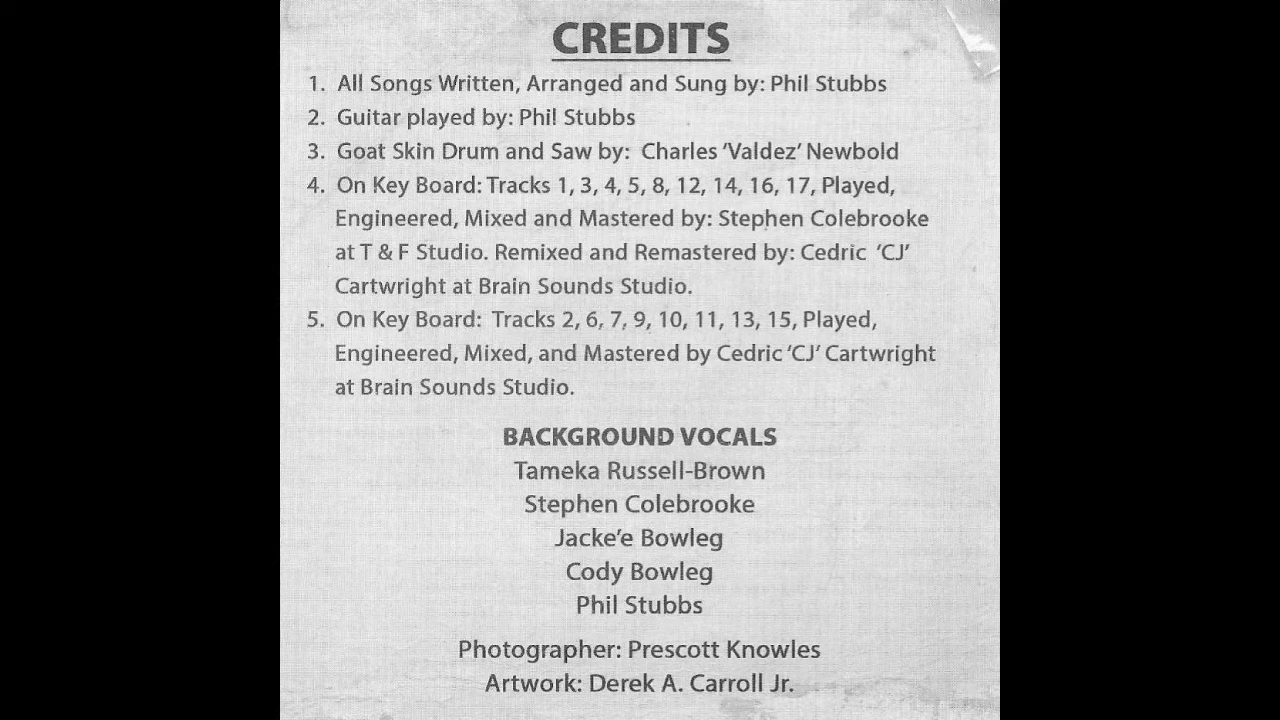 CREDITS
1. All Songs Written, Arranged and Sung by: Phil Stubbs
2. Guitar played by: Phil Stubbs
3. Goat Skin Drum and Saw by: Charles ‘Valdez’ Newbold
4. On Key Board: Tracks 1, 3, 4, 5, 8, 12, 14, 16, 17, Played,
Engineered, Mixed and Mastered by: Stephen Colebrooke
at T & F Studio. Remixed and Remastered by: Cedric ‘CJ’
Cartwright at Brain Sounds Studio.
5. On Key Board: Tracks 2, 6, 7, 9, 10, 11, 13, 15, Played,
Engineered, Mixed, and Mastered by Cedric ‘CJ’ Cartwright
at Brain Sounds Studio.
BACKGROUND VOCALS
Tameka Russell-Brown
Stephen Colebrooke
Jacke’e Bowleg
Cody Bowleg
Phil Stubbs
Photographer: Prescott Knowles
Artwork: Derek A. Carroll Jr.